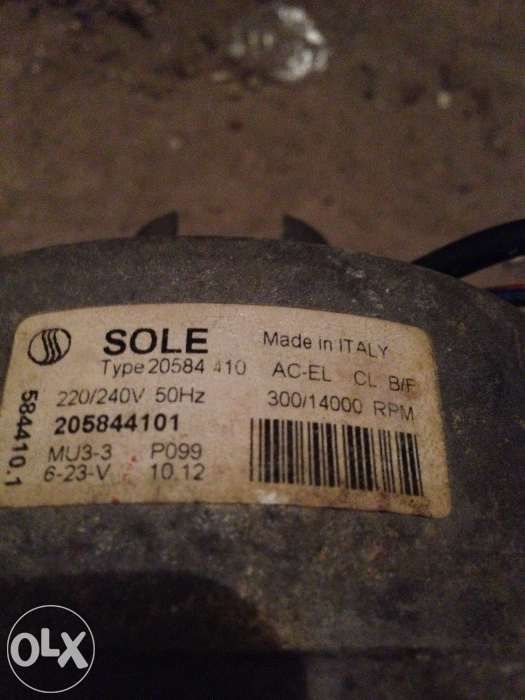 SOLE
Made in ITALY
Type 20584 410
AC-EL CL B/F
220/240V 50Hz
300/14000 RPM
205844101
MU3-3 P099
6-23-V 10.12
584410.1
OLX